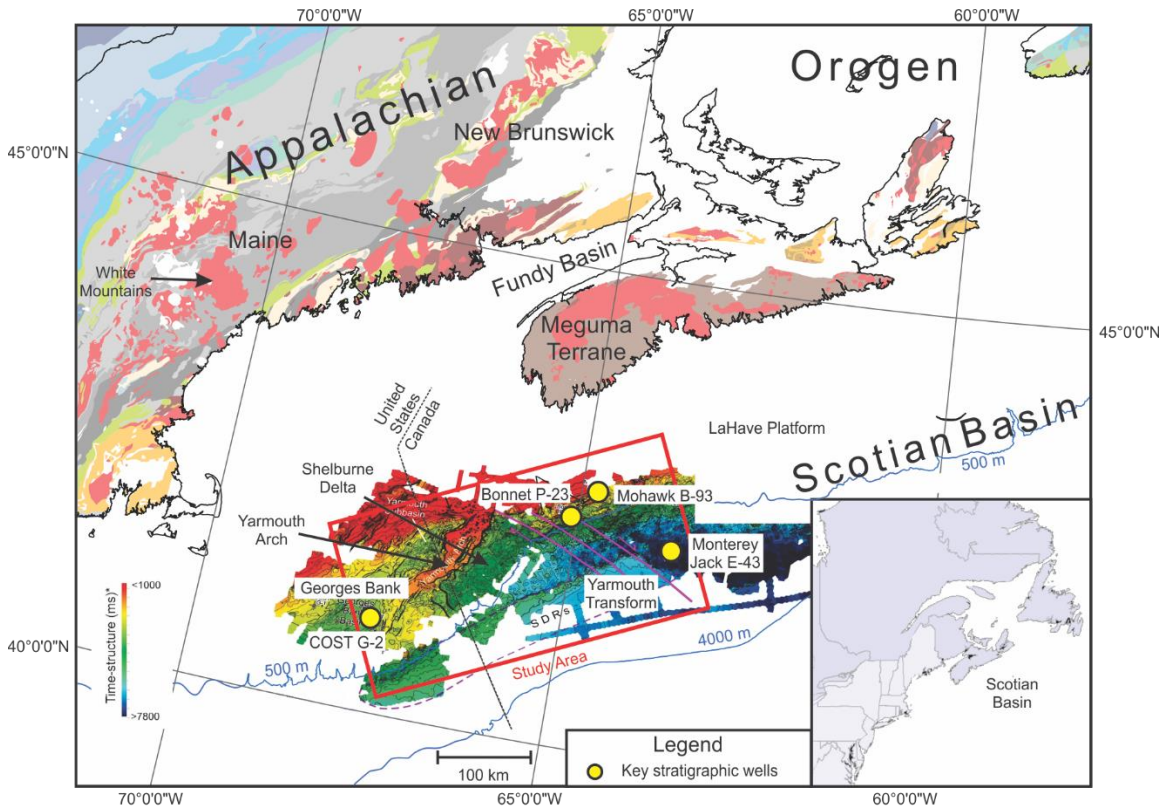 70°0'0"W
65°0'0"W
60°0'0"W
Orogen
Appalachian
New Brunswick
45°0'0"N
Maine
White
Mountains
Fundy Basin
Meguma
Terrane
45°0'0"N
United
States
Canada
LaHave Platform
Scotian Basin
500 m
Shelburne
Delta
Bonnet P-23
Mohawk B-93
Yarmouth
Yarmouth
Arch
Monterey
Jack E-43
Georges Bank
Yarmouth
Transform
SDRs
COST G-2
4000 m
Study Area
500 m
40°0'0"N
<1000
Time-structure (ms)*
>7800
Scotian
Basin
100 km
Legend
Key stratigraphic wells
70°0'0"W
65°0'0"W
60°0'0"W